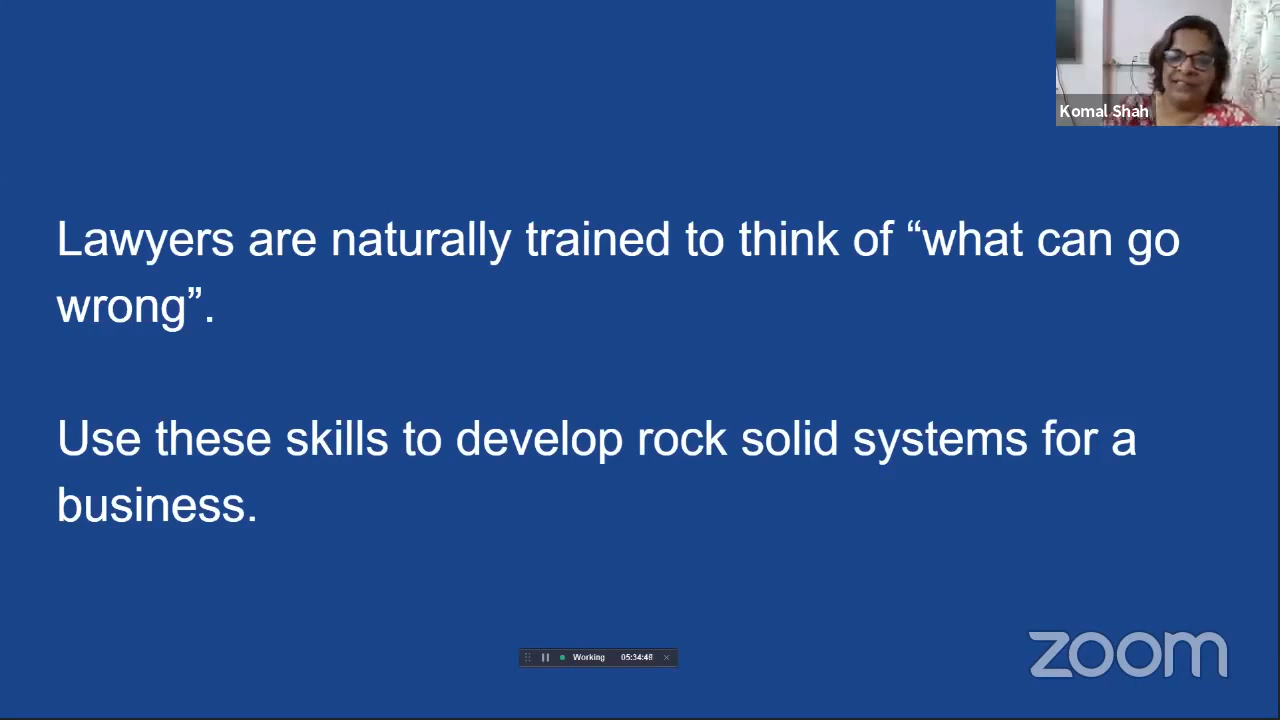 Komal Shah
Lawyers are naturally trained to think of “what can go
wrong”.
Use these skills to develop rock solid systems for a
business.
Working 05:34:48
zoom